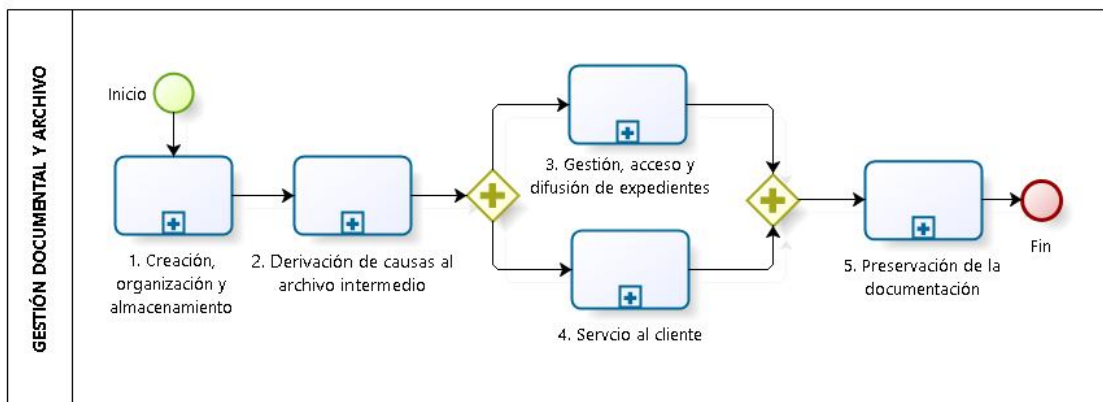 GESTIÓN DOCUMENTAL Y ARCHIVO
Inicio
1. Creación,
organización y
almacenamiento
2. Derivación de causas al
archivo intermedio
3. Gestión, acceso y
difusión de expedientes
4. Servcio al cliente
5. Preservación de la
documentación
Fin